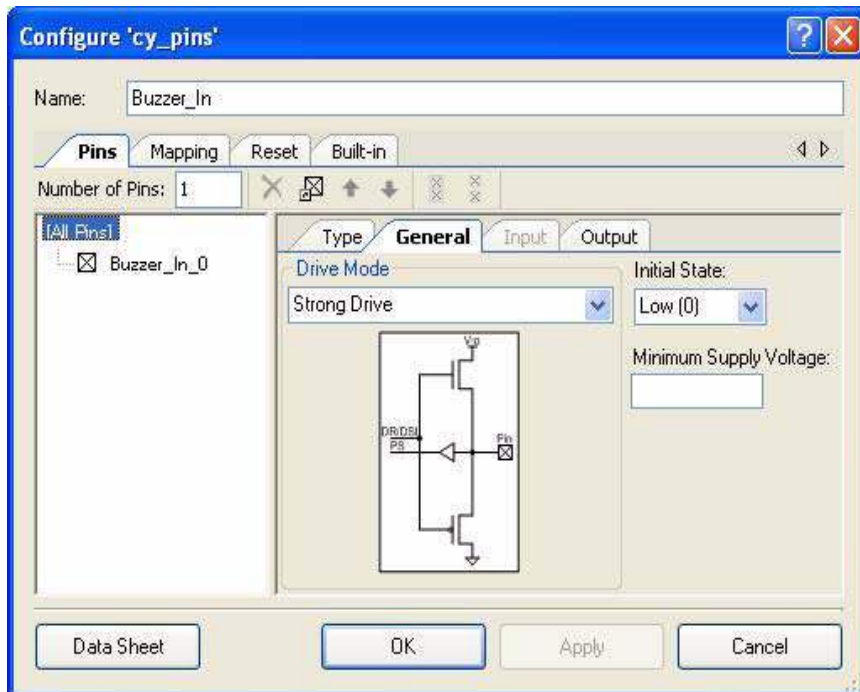 Configure 'cy_pins'
Name: Buzzer_In
Pins Mapping Reset Built-in
Number of Pins: 1
[All Pins]
Buzzer_In_0
Type General Input Output
Drive Mode
Strong Drive
Initial State:
Low (0)
Minimum Supply Voltage:
Vio
DR/DSI
PS
Pin
Data Sheet OK Apply Cancel